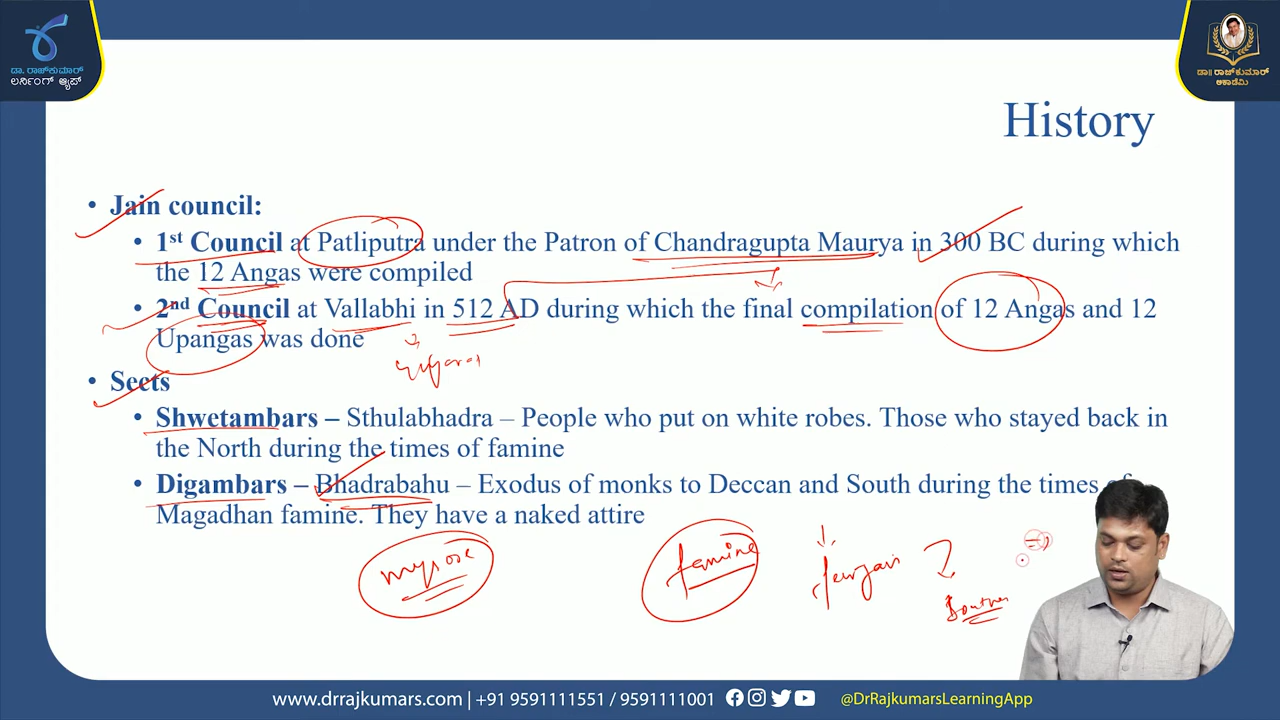 ಡಾ. ರಾಜ್‌ಕುಮಾರ್
ಲರ್ನಿಂಗ್ ಆ್ಯಪ್
ಡಾ|| ರಾಜ್‌ಕುಮಾರ್
ಅಕಾಡೆಮಿ
History
• Jain council:
• 1st Council at Patliputra under the Patron of Chandragupta Maurya in 300 BC during which
the 12 Angas were compiled
• 2nd Council at Vallabhi in 512 AD during which the final compilation of 12 Angas and 12
Upangas was done
• Sects
• Shwetambars – Sthulabhadra – People who put on white robes. Those who stayed back in
the North during the times of famine
• Digambars – Bhadrabahu – Exodus of monks to Deccan and South during the times of
Magadhan famine. They have a naked attire
famine
www.drrajkumars.com | +91 9591111551 / 9591111001 @DrRajkumarsLearningApp